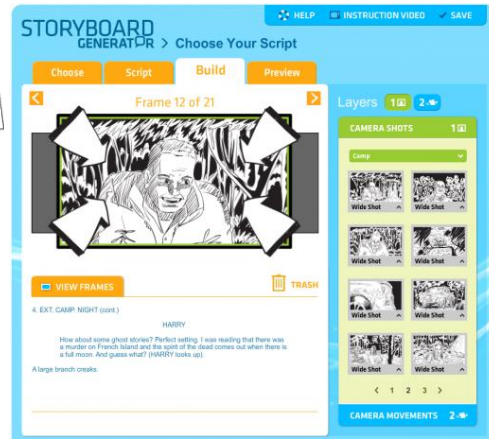 HELP
INSTRUCTION VIDEO
SAVE
STORYBOARD
GENERATOR > Choose Your Script
Choose
Script
Build
Preview
Frame 12 of 21
Layers 1 2
CAMERA SHOTS 1
Camp
Wide Shot
Wide Shot
Wide Shot
Wide Shot
Wide Shot
Wide Shot
Wide Shot
Wide Shot
< 1 2 3 >
CAMERA MOVEMENTS 2
VIEW FRAMES
TRASH
4. EXT. CAMP. NIGHT (cont.)
HARRY
How about some ghost stories? Perfect setting. I was reading that there was
a murder on French Island and the spirit of the dead comes out when there is
a full moon. And guess what? (HARRY looks up)
A large branch creaks.